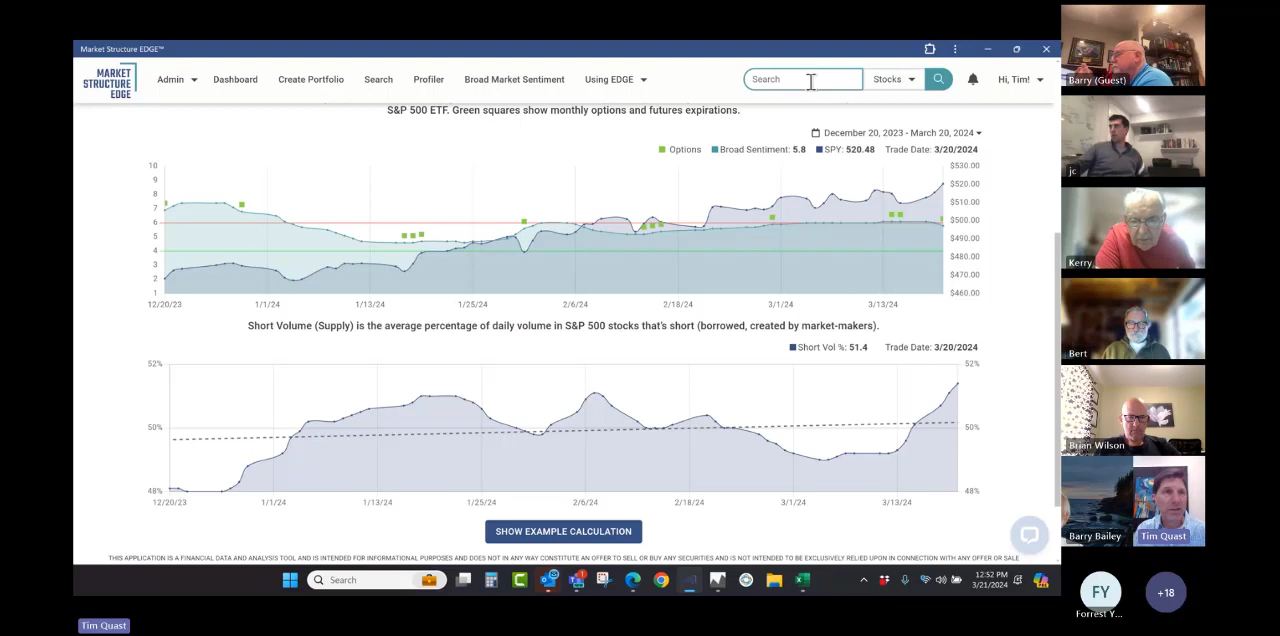 Market Structure EDGE™
MARKET STRUCTURE EDGE
Admin Dashboard Create Portfolio Search Profiler Broad Market Sentiment Using EDGE Search Stocks Hi, Tim!
S&P 500 ETF. Green squares show monthly options and futures expirations.
December 20, 2023 - March 20, 2024
Options Broad Sentiment: 5.8 SPY: 520.48 Trade Date: 3/20/2024
10 $530.00
9
8 $520.00
7 $510.00
6 $500.00
5 $490.00
4 $480.00
3 $470.00
2
1 $460.00
12/20/23 1/1/24 1/13/24 1/25/24 2/6/24 2/18/24 3/1/24 3/13/24
Short Volume (Supply) is the average percentage of daily volume in S&P 500 stocks that's short (borrowed, created by market-makers).
Short Vol %: 51.4 Trade Date: 3/20/2024
52% 52%
50% 50%
48% 48%
12/20/23 1/1/24 1/13/24 1/25/24 2/6/24 2/18/24 3/1/24 3/13/24
SHOW EXAMPLE CALCULATION
THIS APPLICATION IS A FINANCIAL DATA AND ANALYSIS TOOL AND IS INTENDED FOR INFORMATIONAL PURPOSES AND DOES NOT IN ANY WAY CONSTITUTE AN OFFER TO SELL OR BUY ANY SECURITIES AND IS NOT INTENDED TO BE EXCLUSIVELY RELIED UPON IN CONNECTION WITH ANY OFFER OR SALE
Search
12:52 PM
3/21/2024
Tim Quast
Barry (Guest)
jc
Kerry
Bert
Brian Wilson
Barry Bailey
Tim Quast
FY
+18
Forrest Y...